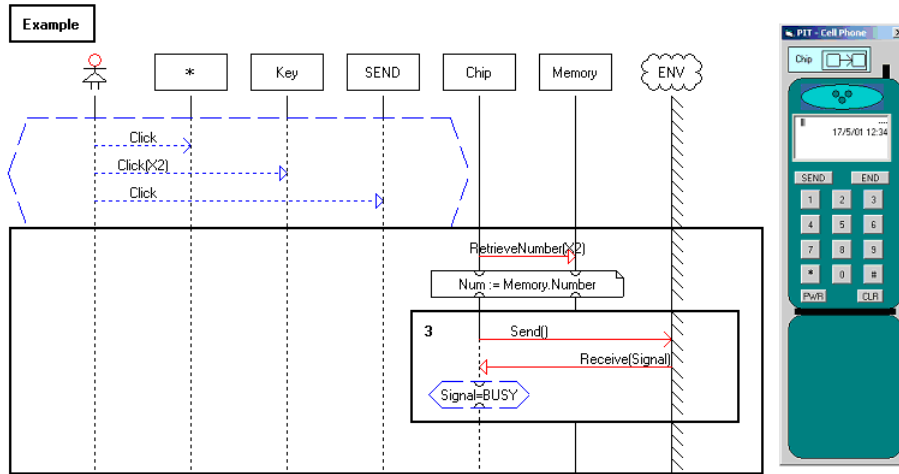 Example
*
Key
SEND
Chip
Memory
ENV
Click
Click(X2)
Click
RetrieveNumber(X2)
Num := Memory.Number
3
Send()
Receive(Signal)
Signal=BUSY
PIT - Cell Phone
Chip
17/5/01 12:34
SEND END
1 2 3
4 5 6
7 8 9
* 0 #
PWR CLR